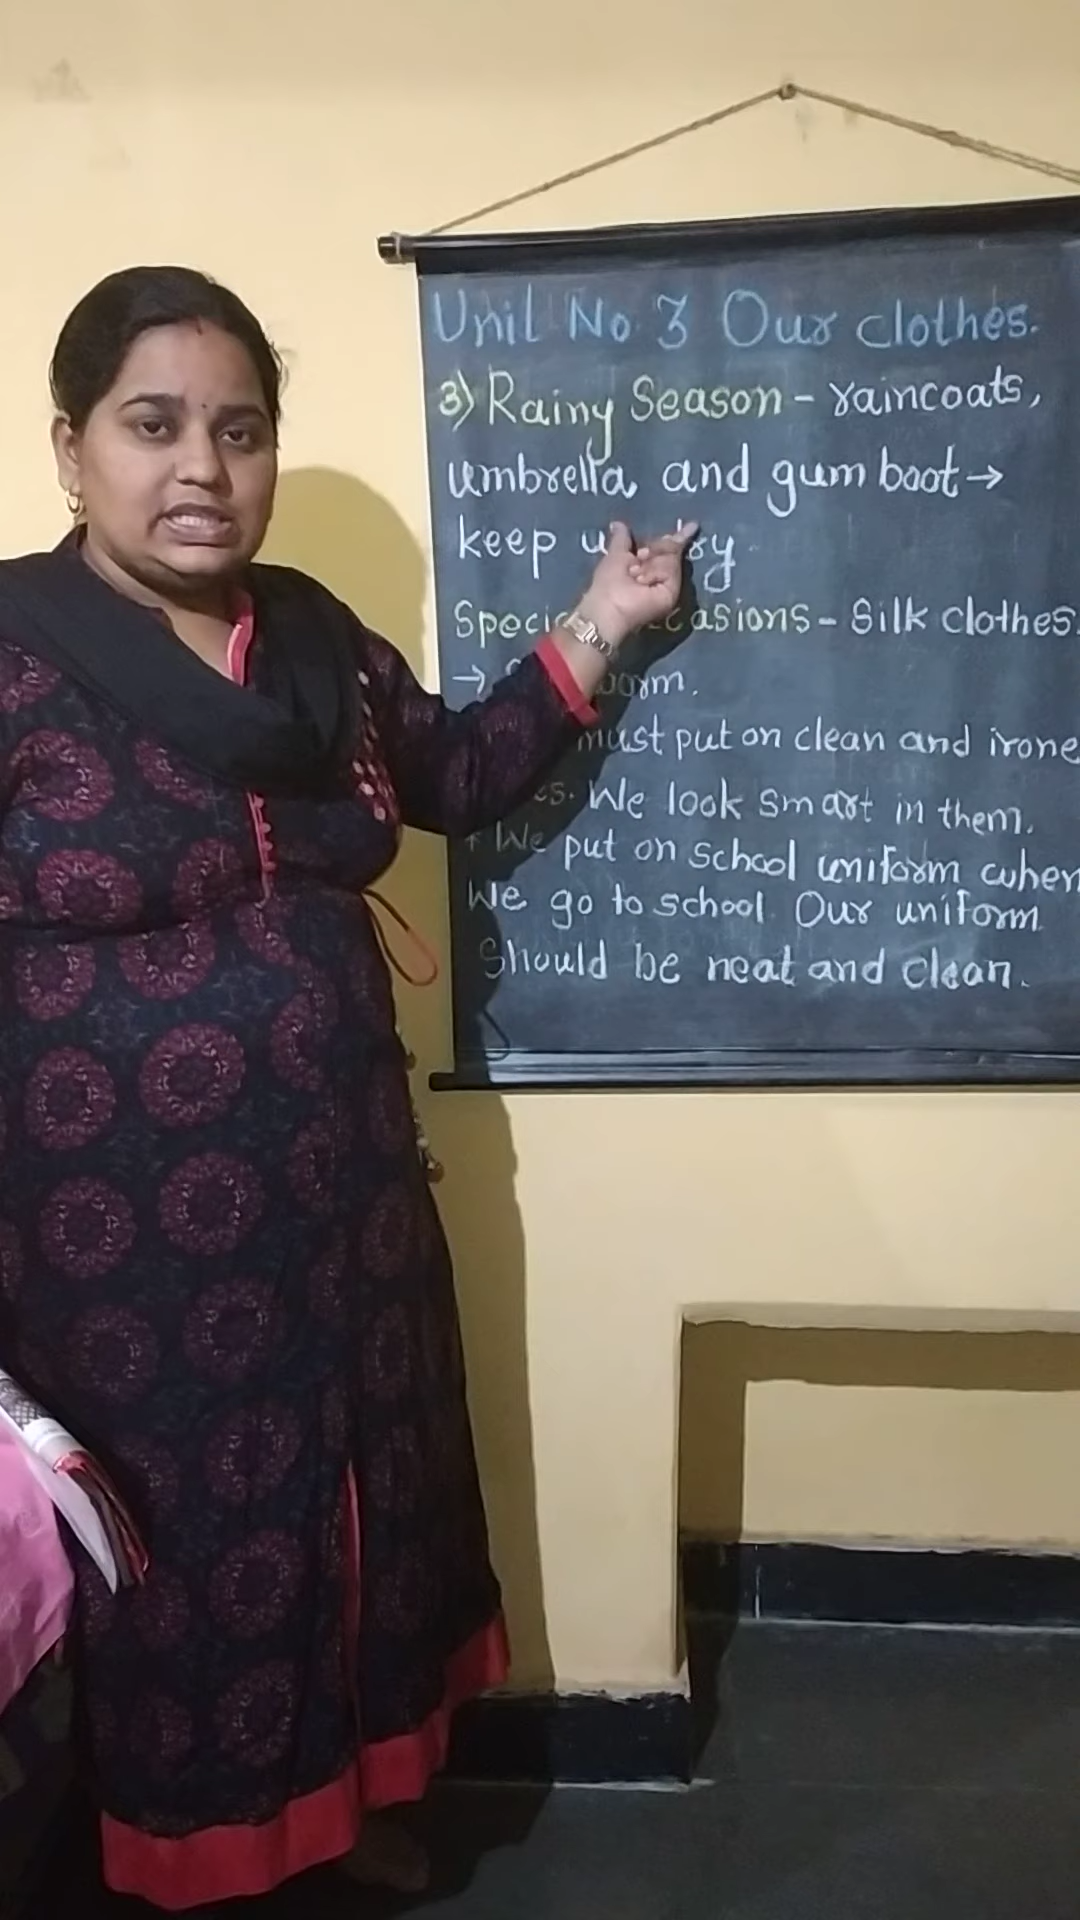 Unit No 3 Our clothes.
3) Rainy Season - raincoats,
umbrella and gum boot →
keep dry.
Silk clothes.
→
must put on clean and irone
We look smart in them.
+ We put on school uniform when
We go to school. Our uniform
Should be neat and clean.